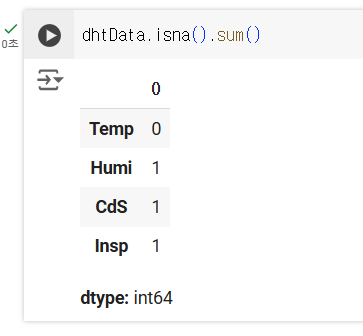 dhtData.isna().sum()
0초
0
Temp 0
Humi 1
CdS 1
Insp 1
dtype: int64